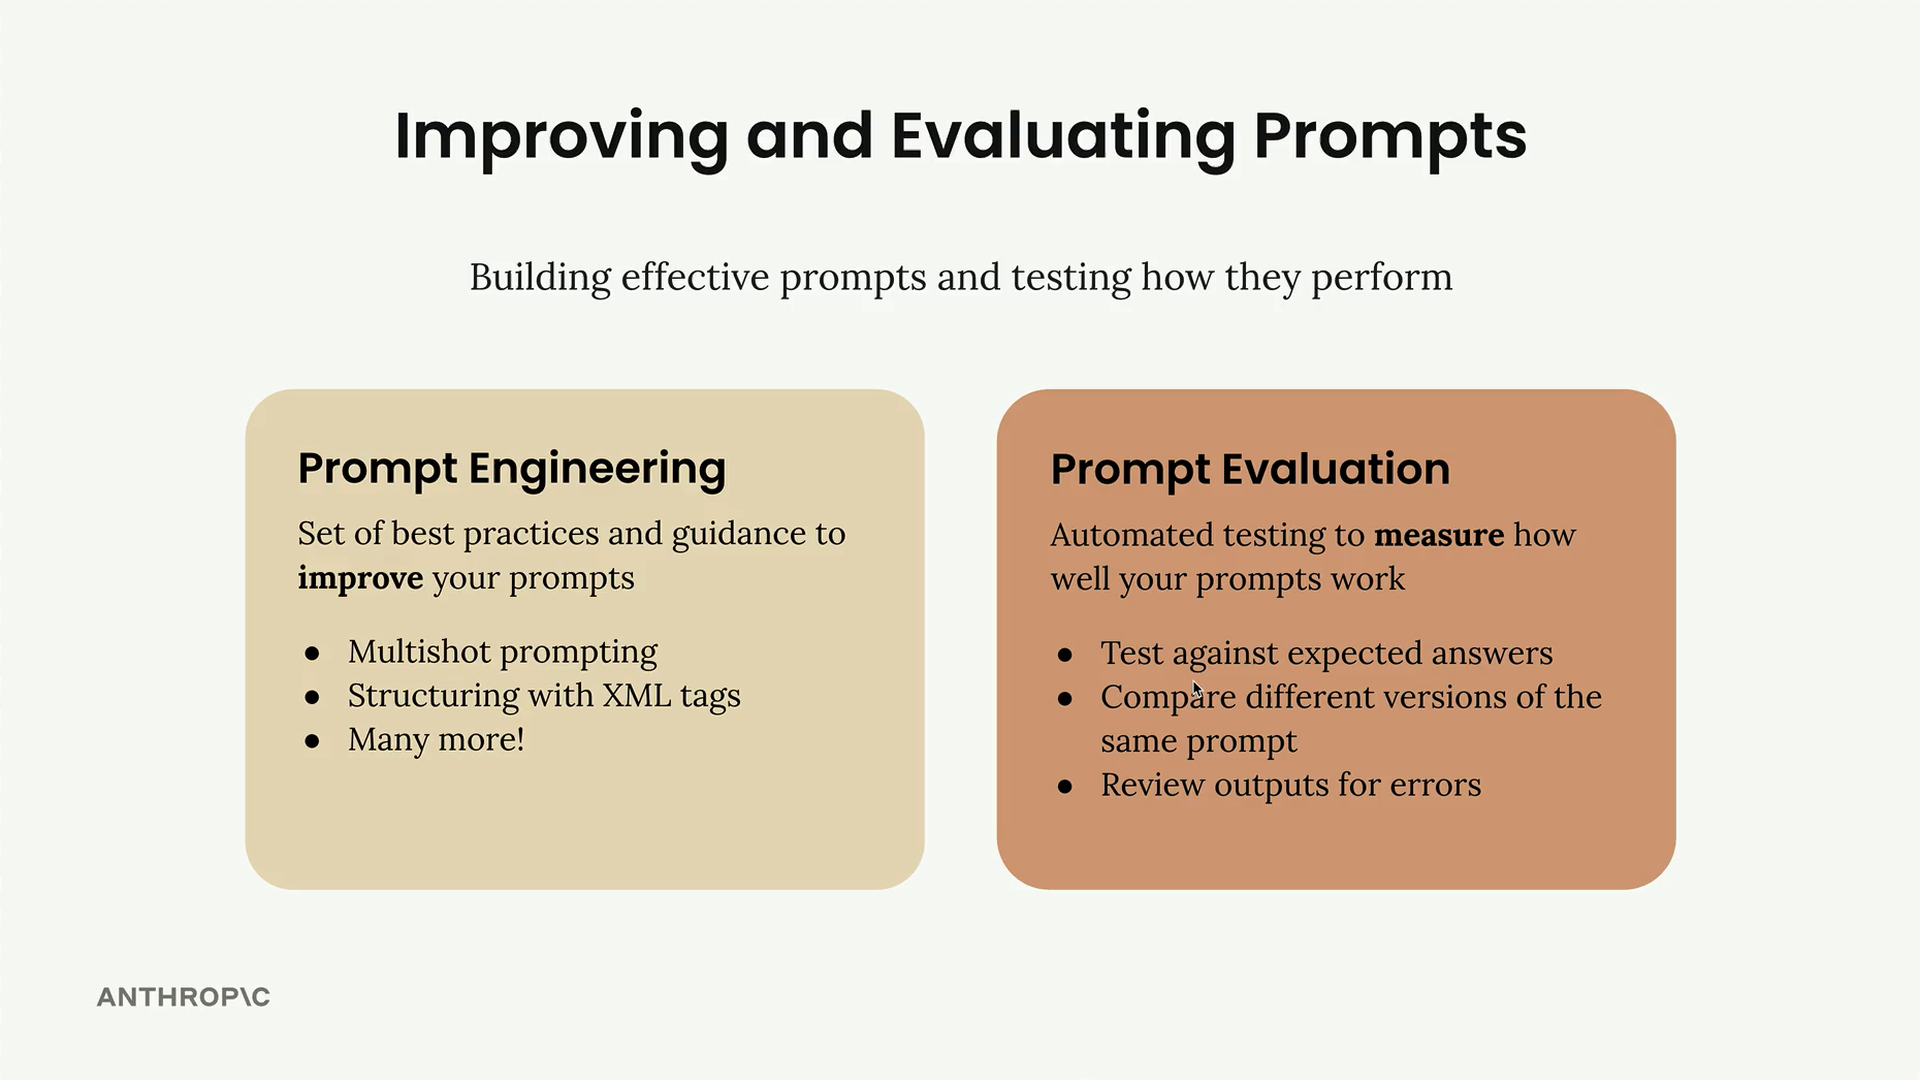 Improving and Evaluating Prompts
Building effective prompts and testing how they perform
Prompt Engineering
Set of best practices and guidance to
improve your prompts
● Multishot prompting
● Structuring with XML tags
● Many more!
Prompt Evaluation
Automated testing to measure how
well your prompts work
● Test against expected answers
● Compare different versions of the
same prompt
● Review outputs for errors
ANTHROP\C